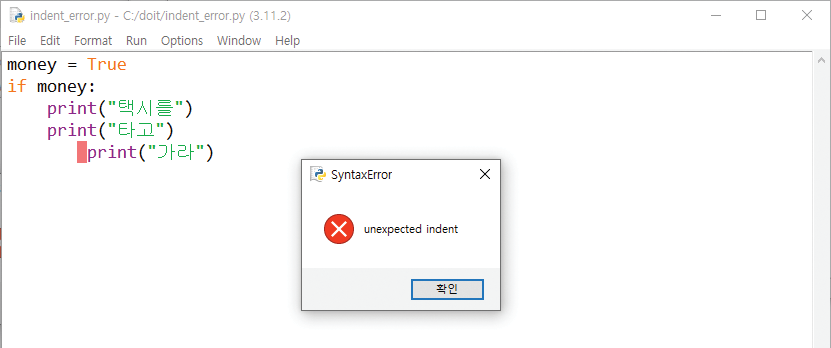 indent_error.py - C:/doit/indent_error.py (3.11.2)
File Edit Format Run Options Window Help
money = True
if money:
    print("택시를")
    print("타고")
        print("가라")
SyntaxError
unexpected indent
확인